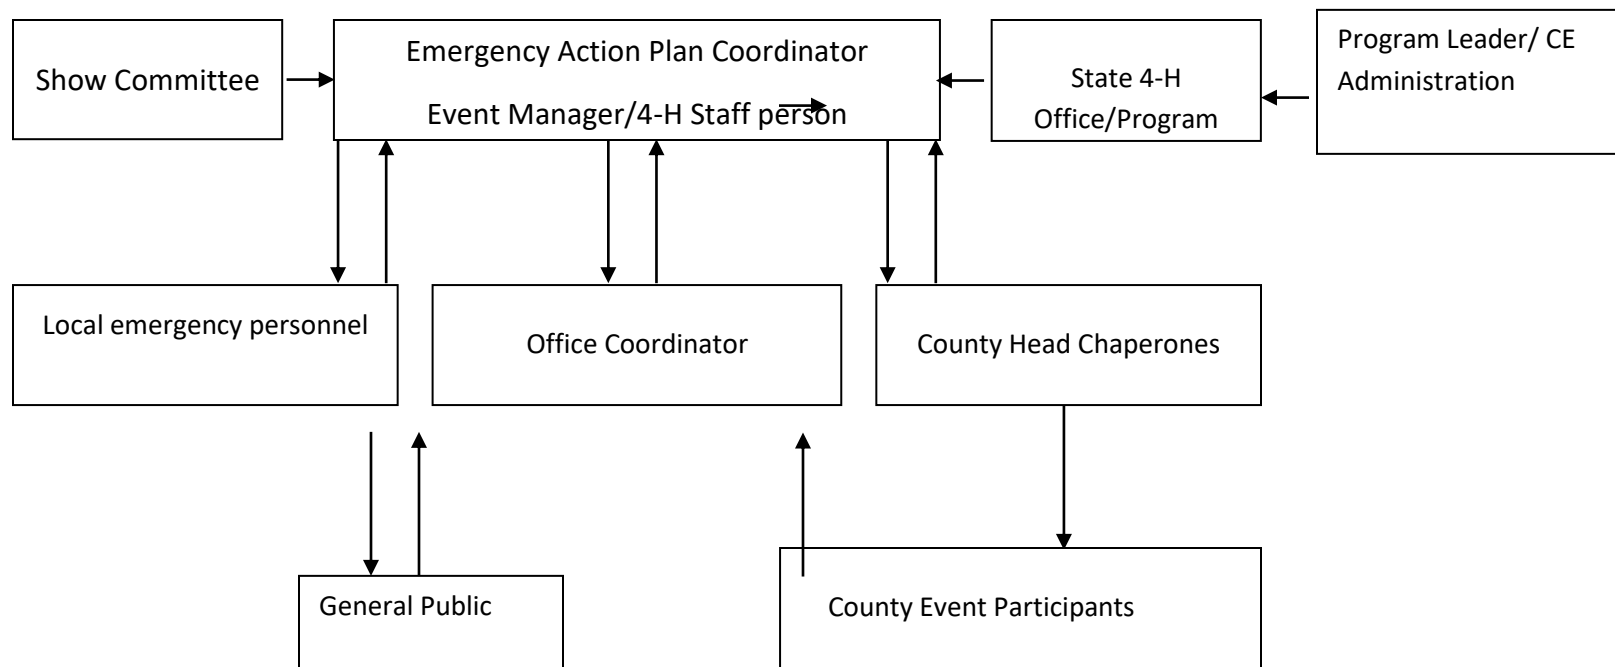 Show Committee
Emergency Action Plan Coordinator
Event Manager/4-H Staff person
State 4-H
Office/Program
Program Leader/ CE
Administration
Local emergency personnel
Office Coordinator
County Head Chaperones
General Public
County Event Participants